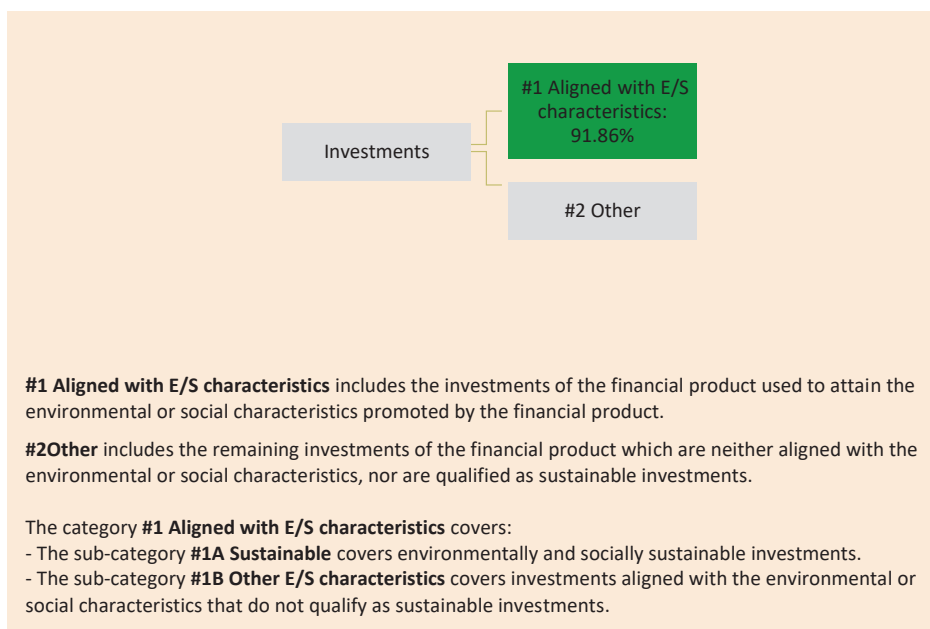 #1 Aligned with E/S
characteristics:
91.86%
Investments
#2 Other
#1 Aligned with E/S characteristics includes the investments of the financial product used to attain the
environmental or social characteristics promoted by the financial product.
#2Other includes the remaining investments of the financial product which are neither aligned with the
environmental or social characteristics, nor are qualified as sustainable investments.
The category #1 Aligned with E/S characteristics covers:
- The sub-category #1A Sustainable covers environmentally and socially sustainable investments.
- The sub-category #1B Other E/S characteristics covers investments aligned with the environmental or
social characteristics that do not qualify as sustainable investments.